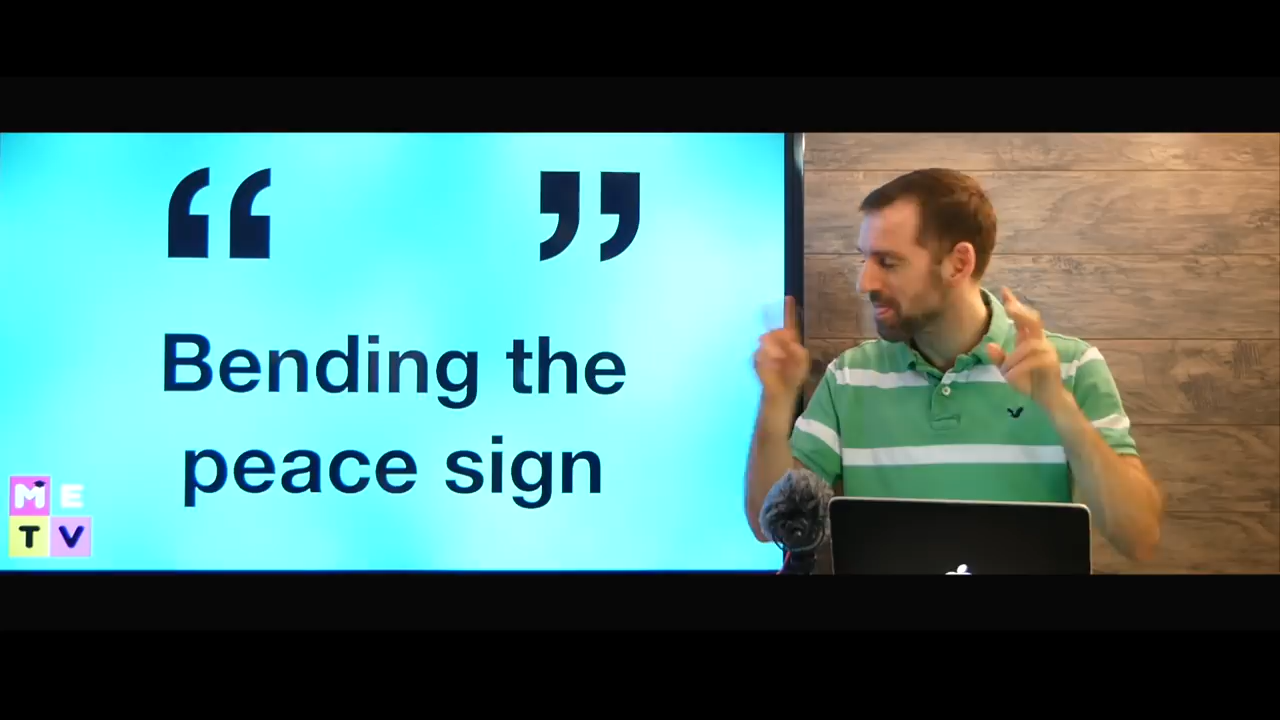 “ ”
Bending the
peace sign
ME
TV